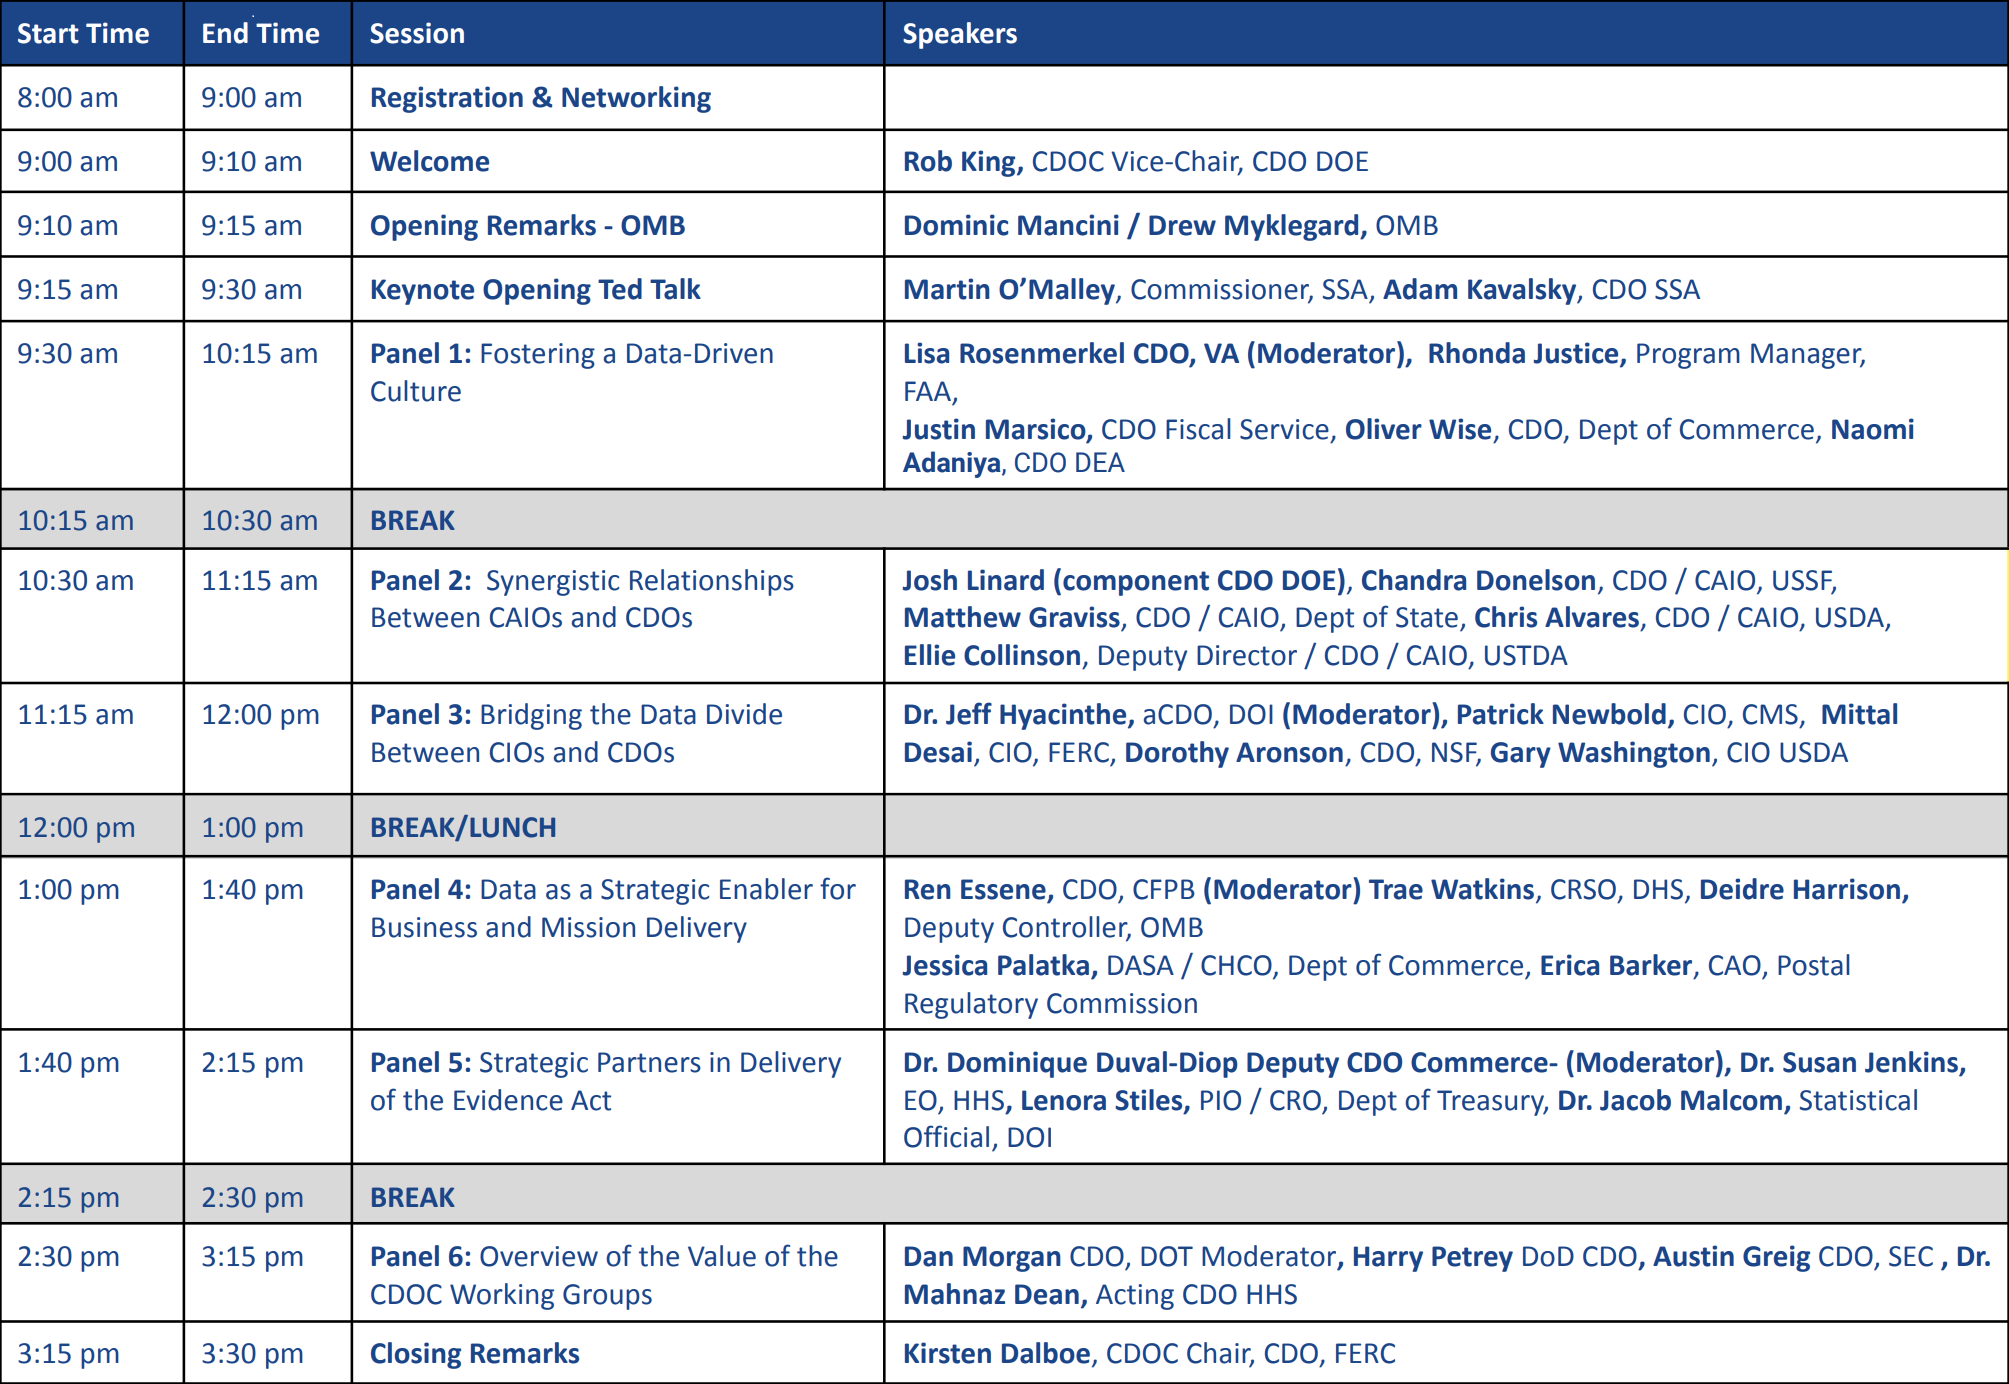 Start Time End Time Session Speakers
8:00 am 9:00 am Registration & Networking
9:00 am 9:10 am Welcome Rob King, CDOC Vice-Chair, CDO DOE
9:10 am 9:15 am Opening Remarks - OMB Dominic Mancini / Drew Myklegard, OMB
9:15 am 9:30 am Keynote Opening Ted Talk Martin O’Malley, Commissioner, SSA, Adam Kavalsky, CDO SSA
9:30 am 10:15 am Panel 1: Fostering a Data-Driven
Culture
Lisa Rosenmerkel CDO, VA (Moderator), Rhonda Justice, Program Manager,
FAA,
Justin Marsico, CDO Fiscal Service, Oliver Wise, CDO, Dept of Commerce, Naomi
Adaniya, CDO DEA
10:15 am 10:30 am BREAK
10:30 am 11:15 am Panel 2: Synergistic Relationships
Between CAIOs and CDOs
Josh Linard (component CDO DOE), Chandra Donelson, CDO / CAIO, USSF,
Matthew Graviss, CDO / CAIO, Dept of State, Chris Alvares, CDO / CAIO, USDA,
Ellie Collinson, Deputy Director / CDO / CAIO, USTDA
11:15 am 12:00 pm Panel 3: Bridging the Data Divide
Between CIOs and CDOs
Dr. Jeff Hyacinthe, aCDO, DOI (Moderator), Patrick Newbold, CIO, CMS, Mittal
Desai, CIO, FERC, Dorothy Aronson, CDO, NSF, Gary Washington, CIO USDA
12:00 pm 1:00 pm BREAK/LUNCH
1:00 pm 1:40 pm Panel 4: Data as a Strategic Enabler for
Business and Mission Delivery
Ren Essene, CDO, CFPB (Moderator) Trae Watkins, CRSO, DHS, Deidre Harrison,
Deputy Controller, OMB
Jessica Palatka, DASA / CHCO, Dept of Commerce, Erica Barker, CAO, Postal
Regulatory Commission
1:40 pm 2:15 pm Panel 5: Strategic Partners in Delivery
of the Evidence Act
Dr. Dominique Duval-Diop Deputy CDO Commerce- (Moderator), Dr. Susan Jenkins,
EO, HHS, Lenora Stiles, PIO / CRO, Dept of Treasury, Dr. Jacob Malcom, Statistical
Official, DOI
2:15 pm 2:30 pm BREAK
2:30 pm 3:15 pm Panel 6: Overview of the Value of the
CDOC Working Groups
Dan Morgan CDO, DOT Moderator, Harry Petrey DoD CDO, Austin Greig CDO, SEC , Dr.
Mahnaz Dean, Acting CDO HHS
3:15 pm 3:30 pm Closing Remarks Kirsten Dalboe, CDOC Chair, CDO, FERC